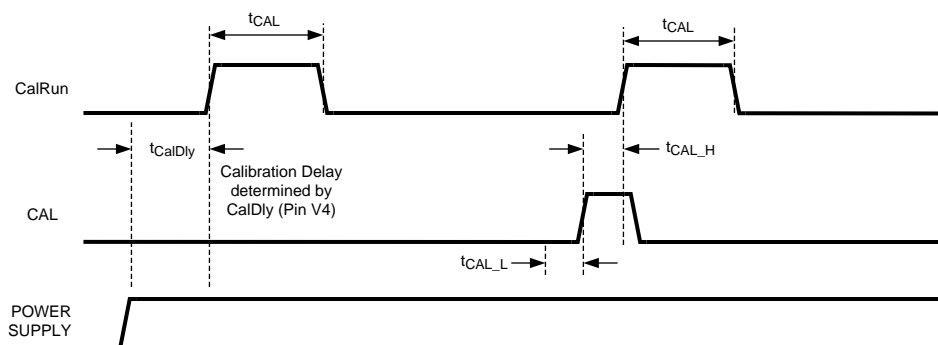 tCAL
tCAL
CalRun
tCalDly
tCAL_H
Calibration Delay
determined by
CalDly (Pin V4)
CAL
tCAL_L
POWER
SUPPLY